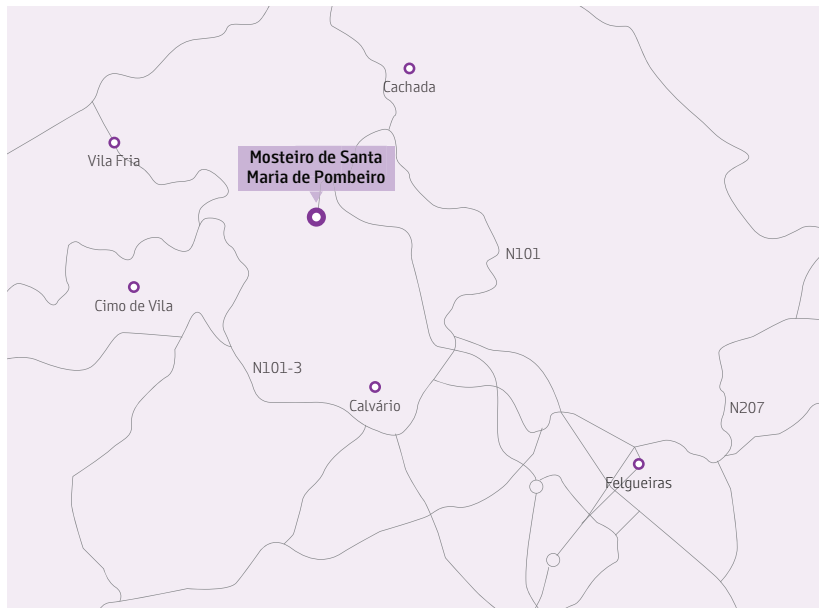 Cachada
Vila Fria
Mosteiro de Santa
Maria de Pombeiro
N101
Cimo de Vila
N101-3
Calvário
N207
Felgueiras